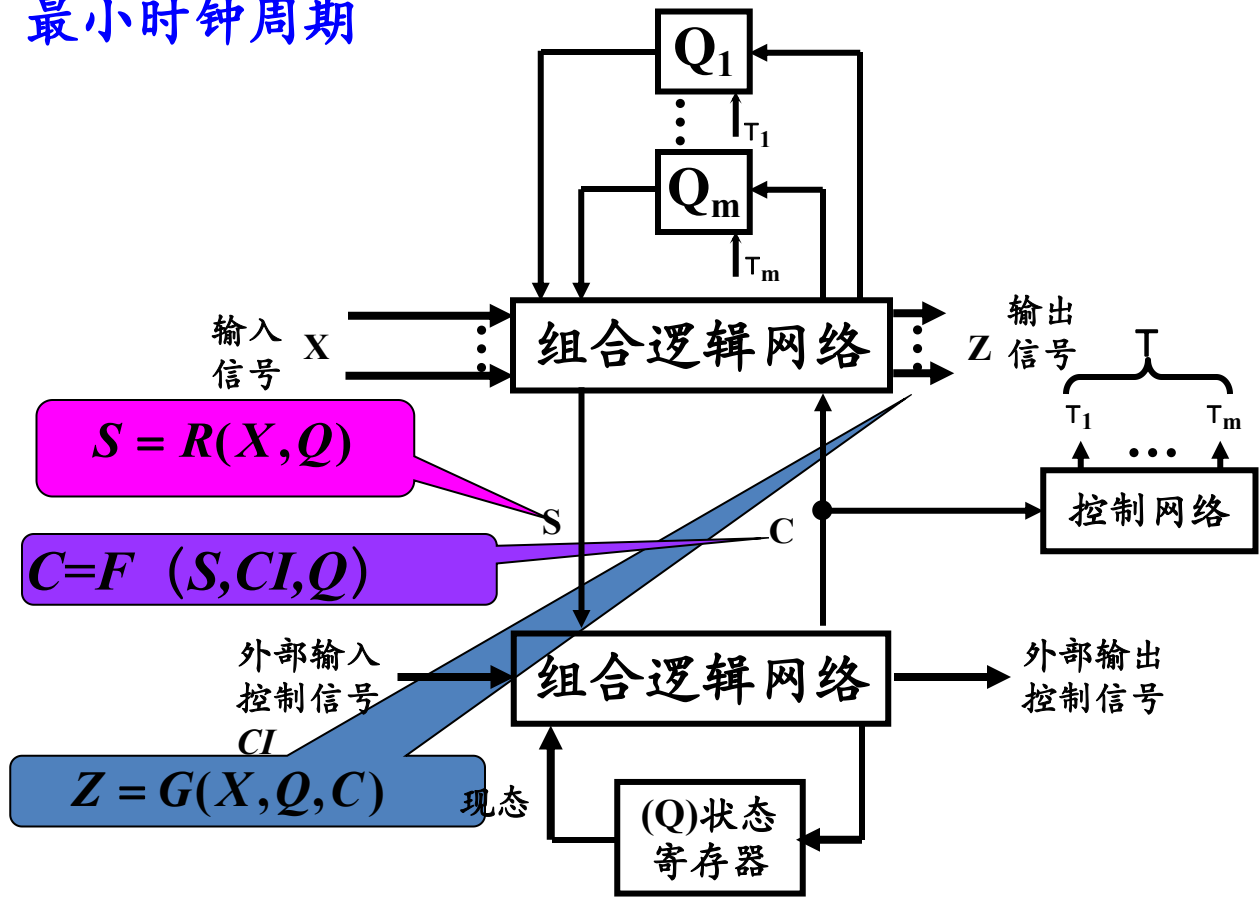 最小时钟周期
Q1
T1
Qm
Tm
输入
信号
X
组合逻辑网络
Z
输出
信号
T
T1
Tm
控制网络
S = R(X,Q)
S
C
C=F（S,CI,Q）
外部输入
控制信号
CI
组合逻辑网络
外部输出
控制信号
Z = G(X,Q,C)
现态
(Q)状态
寄存器